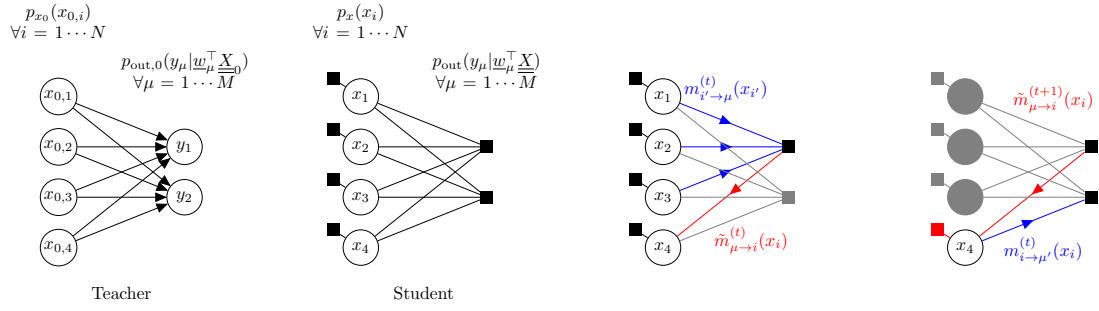 p_{x_0}(x_{0,i})
∀i = 1 ⋯ N
p_{out,0}(y_μ|w_μ^⊤ X_0)
∀μ = 1 ⋯ M
x_{0,1}
x_{0,2}
x_{0,3}
x_{0,4}
y_1
y_2
Teacher
p_x(x_i)
∀i = 1 ⋯ N
p_{out}(y_μ|w_μ^⊤ X)
∀μ = 1 ⋯ M
x_1
x_2
x_3
x_4
Student
m^{(t)}_{i'→μ}(x_{i'})
x_1
x_2
x_3
x_4
m̃^{(t)}_{μ→i}(x_i)
m̃^{(t+1)}_{μ→i}(x_i)
x_4
m^{(t)}_{i→μ'}(x_i)